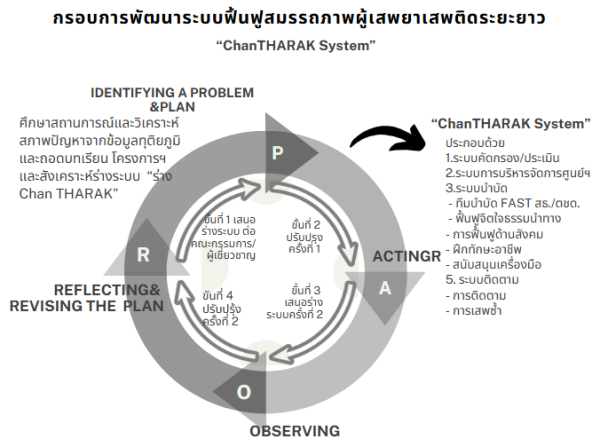 กรอบการพัฒนาระบบฟื้นฟูสมรรถภาพผู้เสพยาเสพติดระยะยาว
“ChanTHARAK System”
IDENTIFYING A PROBLEM
&PLAN
ศึกษาสถานการณ์และวิเคราะห์
สภาพปัญหาจากข้อมูลทุติยภูมิ
และถอดบทเรียน โครงการฯ
และสังเคราะห์ร่างระบบ “ร่าง
Chan THARAK”
P
“ChanTHARAK System”
ประกอบด้วย
1.ระบบคัดกรอง/ประเมิน
2.ระบบการบริหารจัดการศูนย์ฯ
3.ระบบบำบัด
- ทีมบำบัด FAST สธ./ตชด.
- ฟื้นฟูจิตใจธรรมนำทาง
- การฟื้นฟูด้านสังคม
- ฝึกทักษะอาชีพ
- สนับสนุนเครื่องมือ
5. ระบบติดตาม
- การติดตาม
- การเสพซ้ำ
ขั้นที่ 1 เสนอ
ร่างระบบ ต่อ
คณะกรรมการ/
ผู้เชี่ยวชาญ
ขั้นที่ 2
ปรับปรุง
ครั้งที่ 1
R
ACTINGR
A
REFLECTING&
REVISING THE PLAN
ขั้นที่ 4
ปรับปรุง
ครั้งที่ 2
ขั้นที่ 3
เสนอร่าง
ระบบครั้งที่ 2
O
OBSERVING